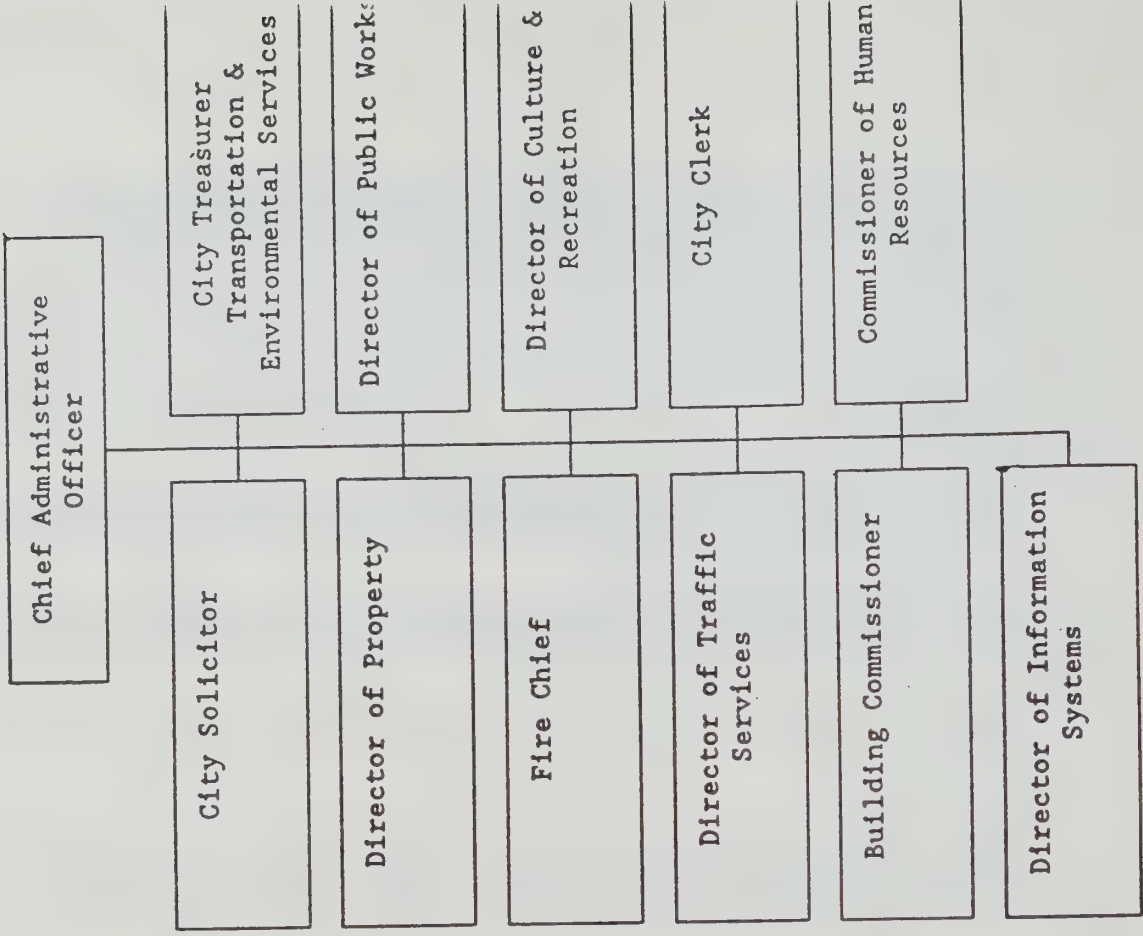 Chief Administrative
Officer
City Solicitor
City Treasurer
Transportation &
Environmental Services
Director of Property
Director of Public Works
Fire Chief
Director of Culture &
Recreation
Director of Traffic
Services
City Clerk
Building Commissioner
Commissioner of Human
Resources
Director of Information
Systems